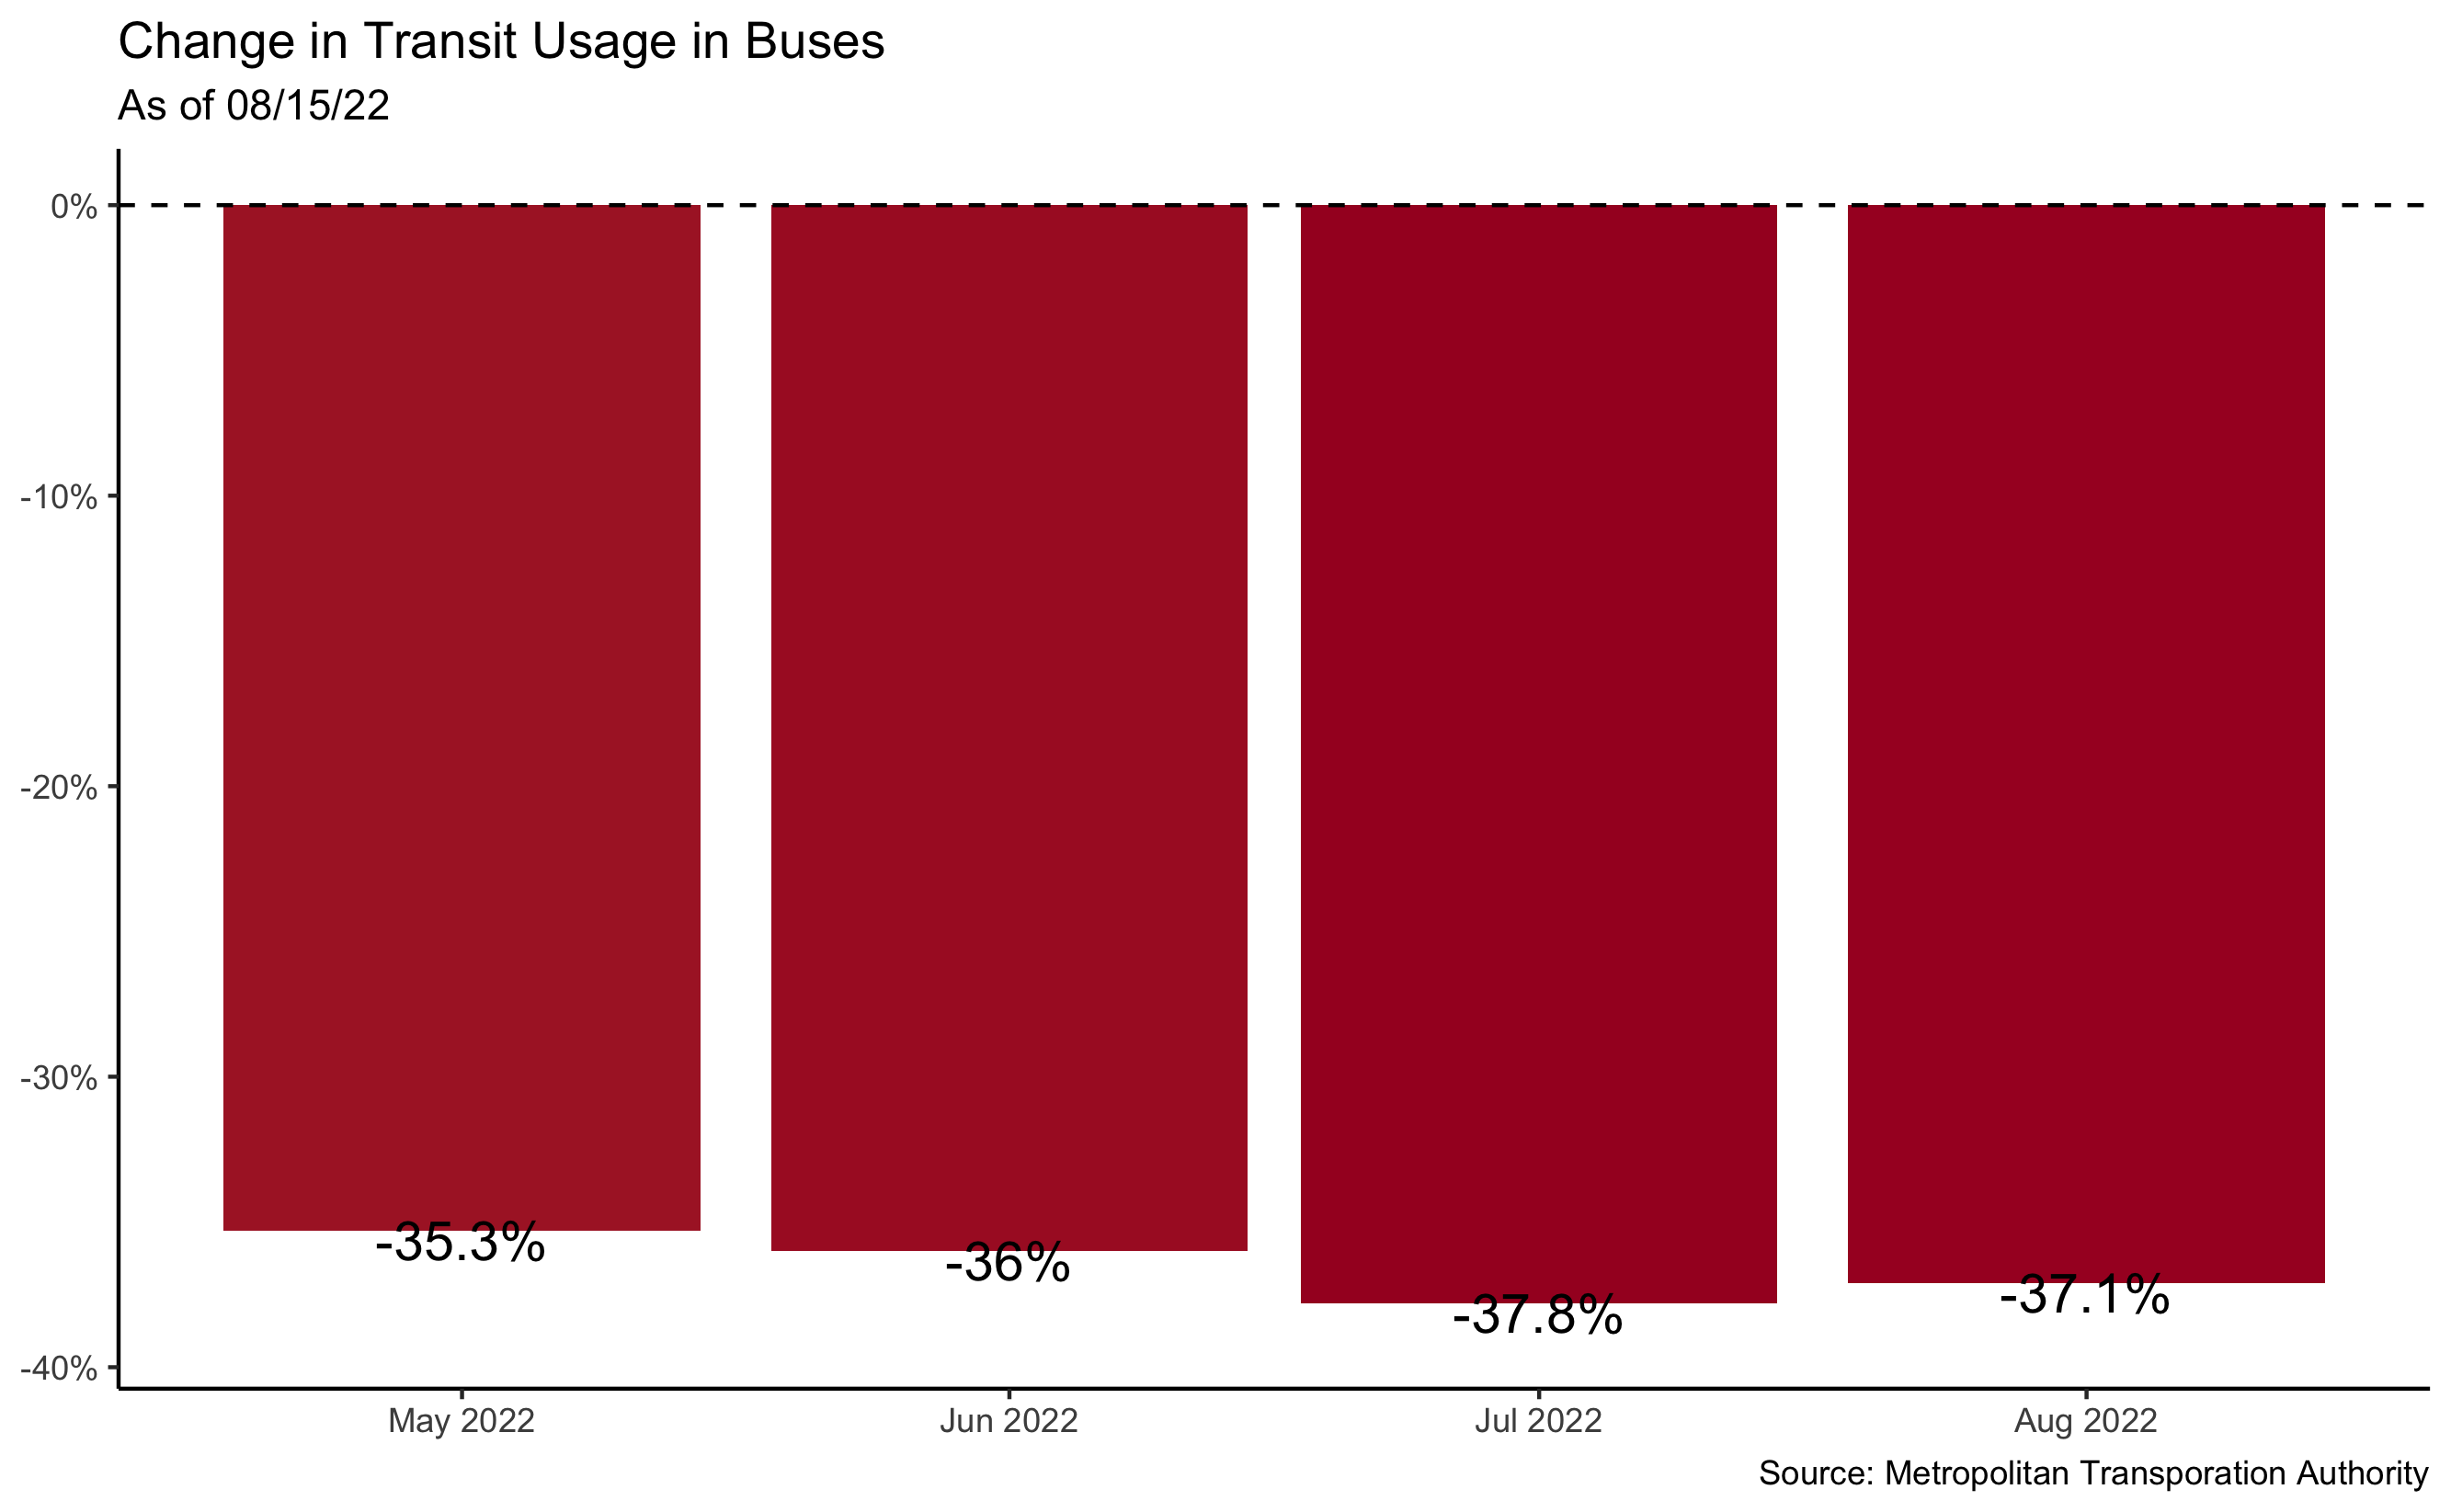 Change in Transit Usage in Buses
As of 08/15/22
0%
-10%
-20%
-30%
-40%
-35.3%
-36%
-37.8%
-37.1%
May 2022
Jun 2022
Jul 2022
Aug 2022
Source: Metropolitan Transporation Authority